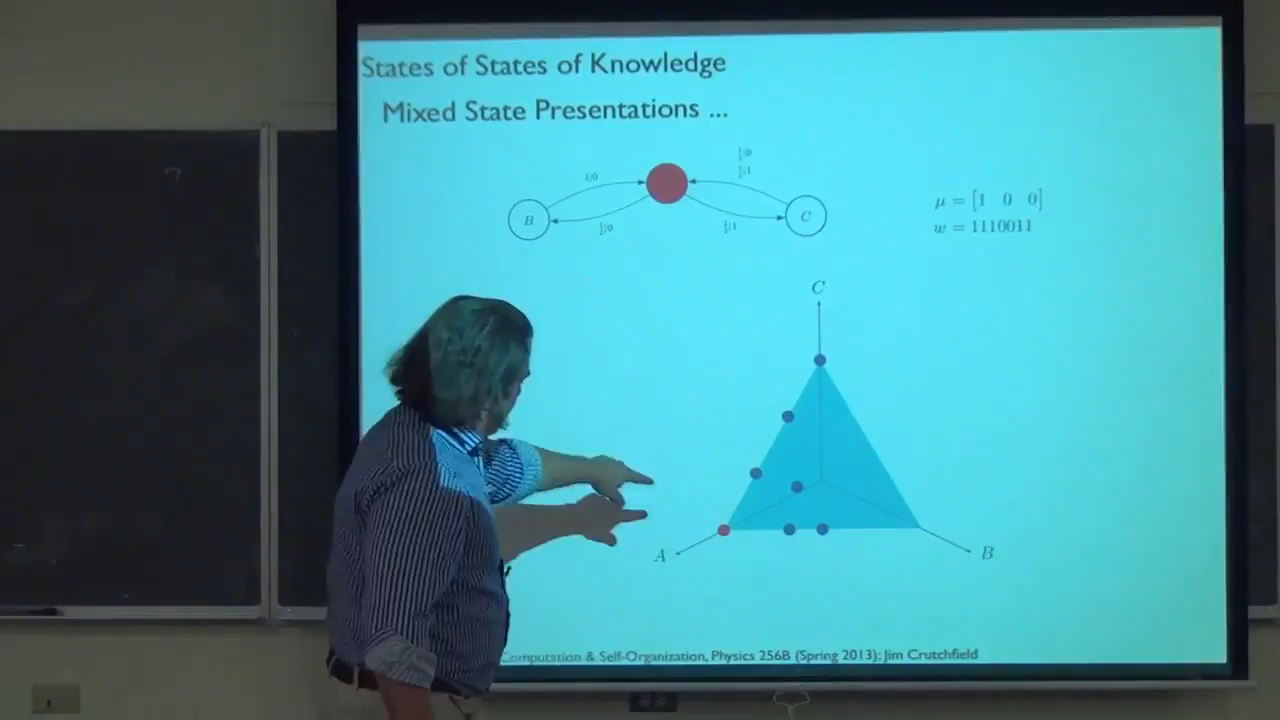 States of States of Knowledge
Mixed State Presentations ...
1|0
1/2|0
1/2|1
B
1/2|0
1/2|1
C
μ = [1 0 0]
w = 1110011
C
A
B
Computation & Self-Organization, Physics 256B (Spring 2013); Jim Crutchfield